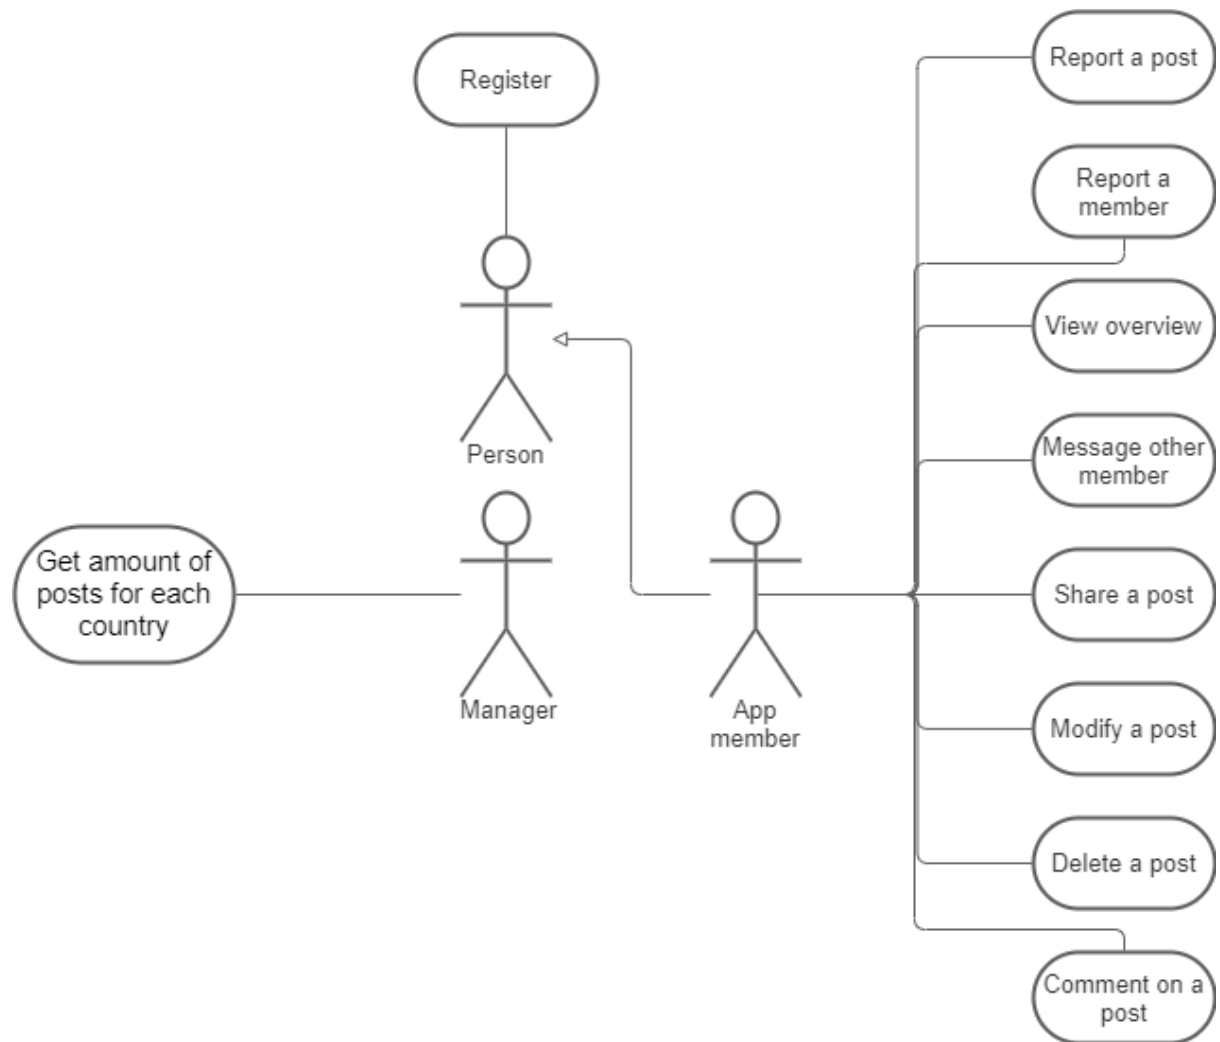 Register
Report a post
Report a
member
View overview
Person
Message other
member
Get amount of
posts for each
country
Share a post
Manager
App
member
Modify a post
Delete a post
Comment on a
post